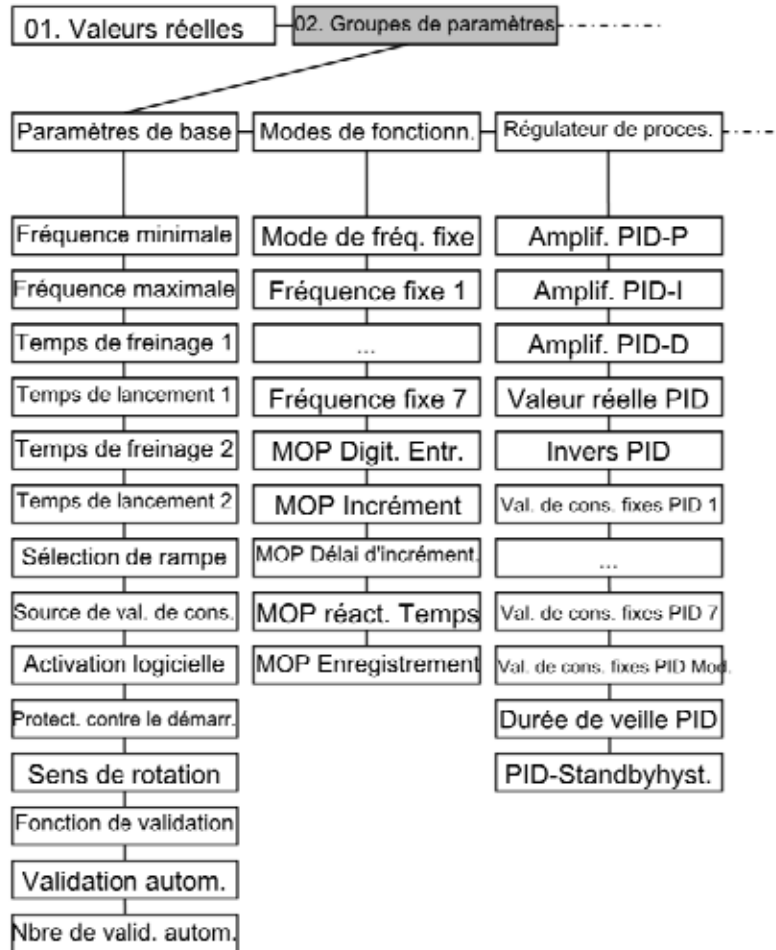 01. Valeurs réelles
02. Groupes de paramètres
Paramètres de base
Modes de fonctionn.
Régulateur de proces.
Fréquence minimale
Fréquence maximale
Temps de freinage 1
Temps de lancement 1
Temps de freinage 2
Temps de lancement 2
Sélection de rampe
Source de val. de cons.
Activation logicielle
Protect. contre le démarr.
Sens de rotation
Fonction de validation
Validation autom.
Nbre de valid. autom.
Mode de fréq. fixe
Fréquence fixe 1
...
Fréquence fixe 7
MOP Digit. Entr.
MOP Incrément
MOP Délai d'incrément.
MOP réact. Temps
MOP Enregistrement
Amplif. PID-P
Amplif. PID-I
Amplif. PID-D
Valeur réelle PID
Invers PID
Val. de cons. fixes PID 1
...
Val. de cons. fixes PID 7
Val. de cons. fixes PID Mod.
Durée de veille PID
PID-Standbyhyst.